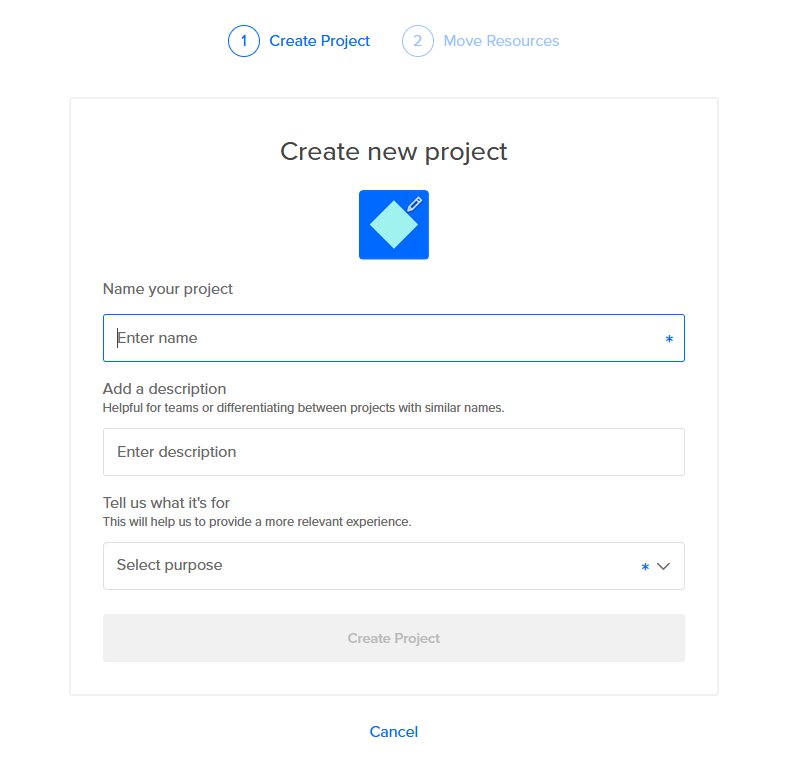 1 Create Project 2 Move Resources
Create new project
Name your project
Enter name *
Add a description
Helpful for teams or differentiating between projects with similar names.
Enter description
Tell us what it's for
This will help us to provide a more relevant experience.
Select purpose *
Create Project
Cancel